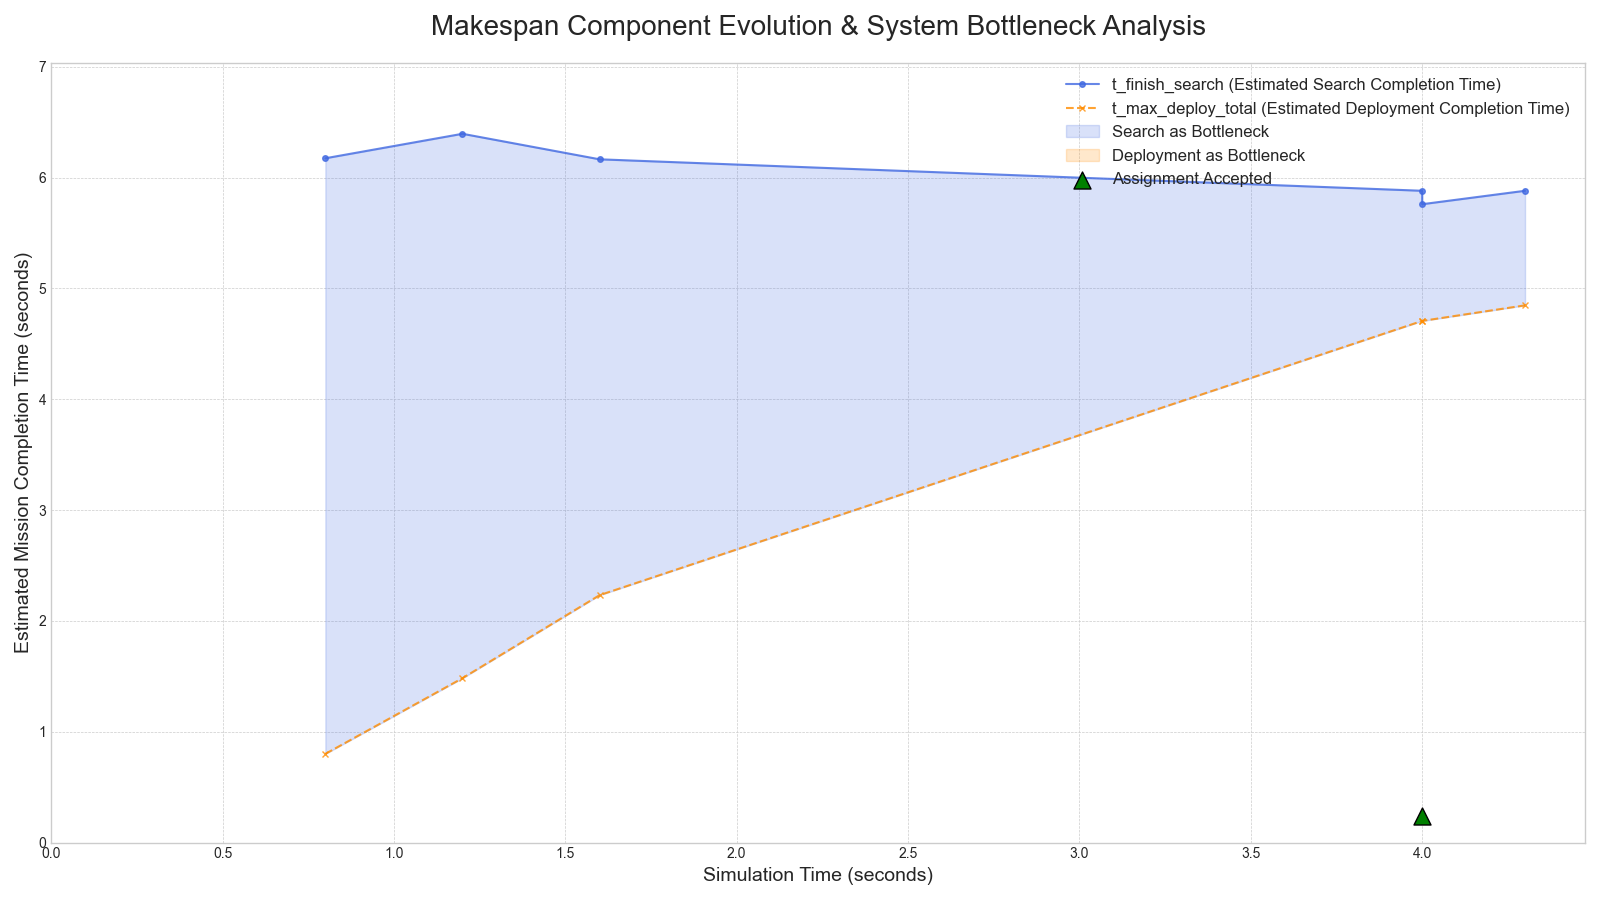 Makespan Component Evolution & System Bottleneck Analysis
t_finish_search (Estimated Search Completion Time)
t_max_deploy_total (Estimated Deployment Completion Time)
Search as Bottleneck
Deployment as Bottleneck
Assignment Accepted
Estimated Mission Completion Time (seconds)
7
6
5
4
3
2
1
0
0.0
0.5
1.0
1.5
2.0
2.5
3.0
3.5
4.0
Simulation Time (seconds)